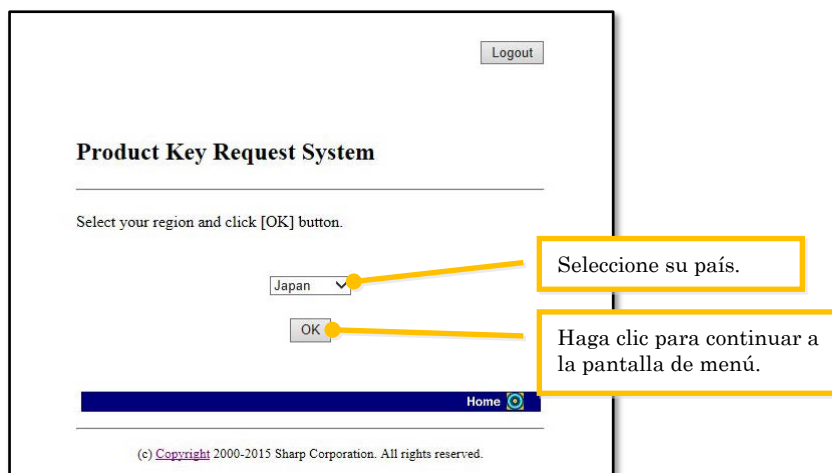 Logout
Product Key Request System
Select your region and click [OK] button.
Seleccione su país.
Japan
OK
Haga clic para continuar a
la pantalla de menú.
Home
(c) Copyright 2000-2015 Sharp Corporation. All rights reserved.